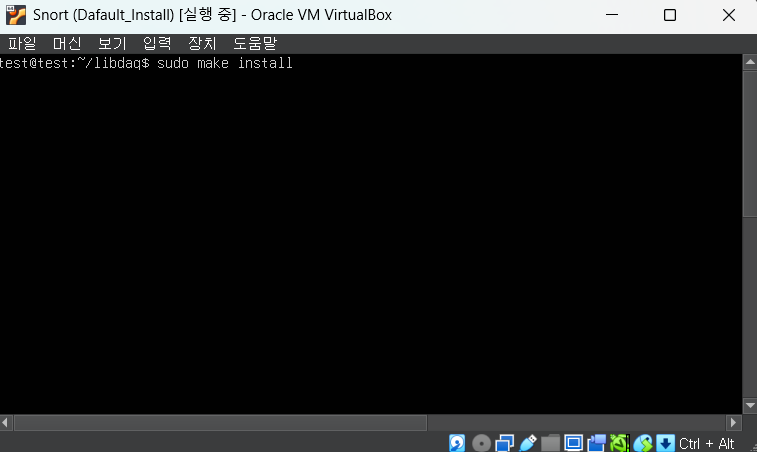 Snort (Dafault_Install) [실행 중] - Oracle VM VirtualBox
파일 머신 보기 입력 장치 도움말
test@test:~/libdaq$ sudo make install
Ctrl + Alt